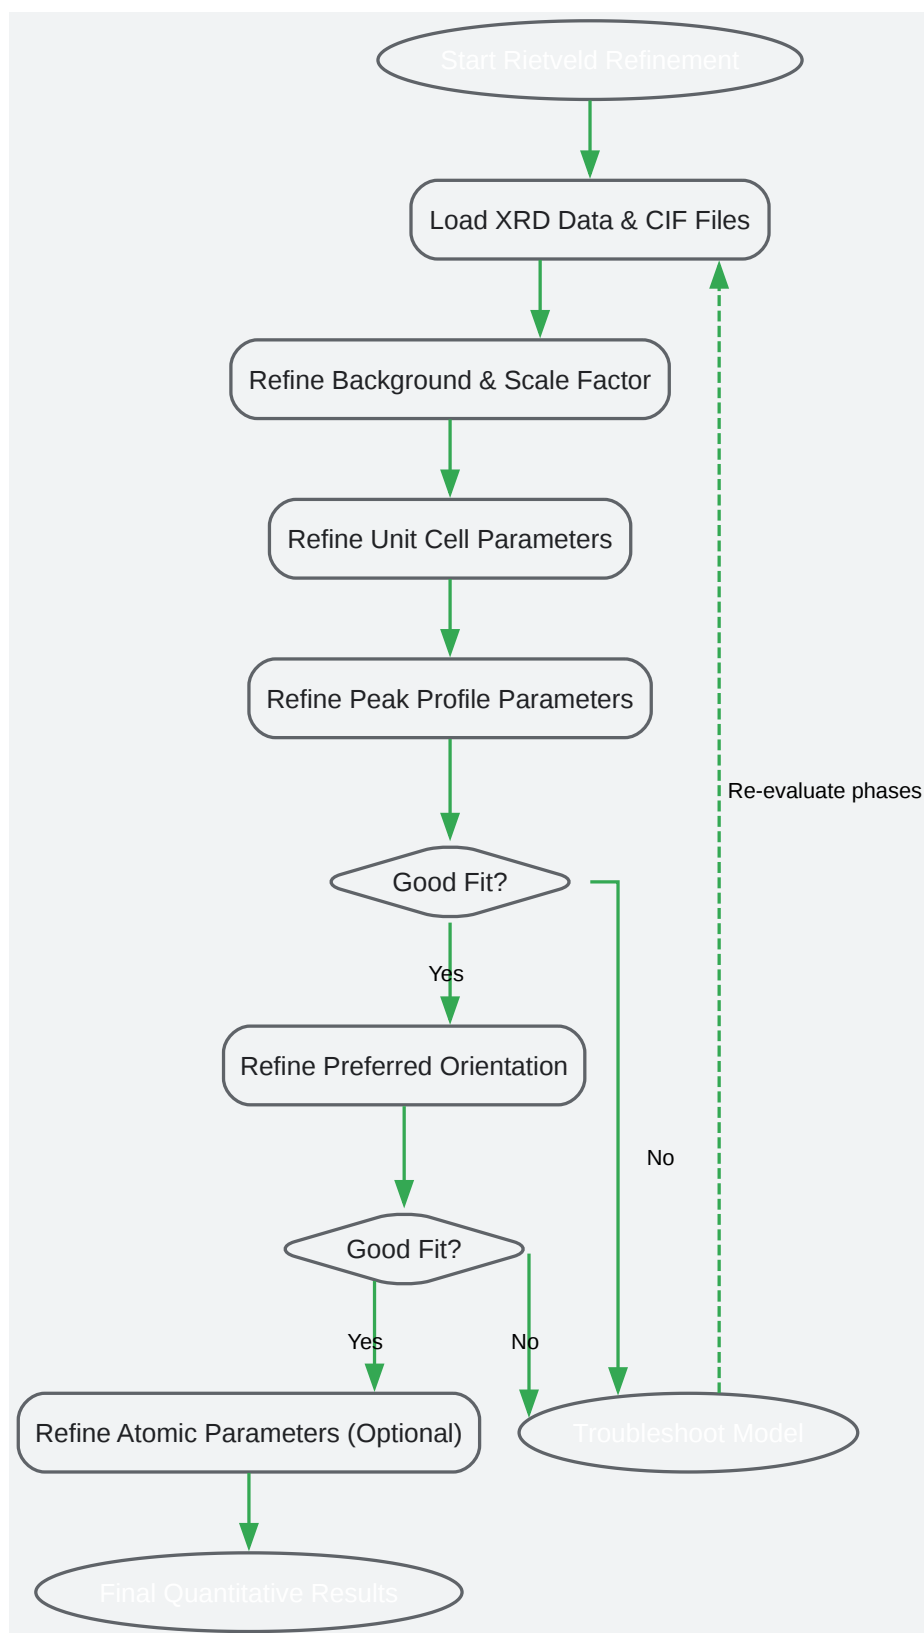 Start Rietveld Refinement
Load XRD Data & CIF Files
Refine Background & Scale Factor
Refine Unit Cell Parameters
Refine Peak Profile Parameters
Re-evaluate phases
Good Fit?
Yes
Refine Preferred Orientation
No
Good Fit?
Yes
No
Refine Atomic Parameters (Optional)
Troubleshoot Model
Final Quantitative Results